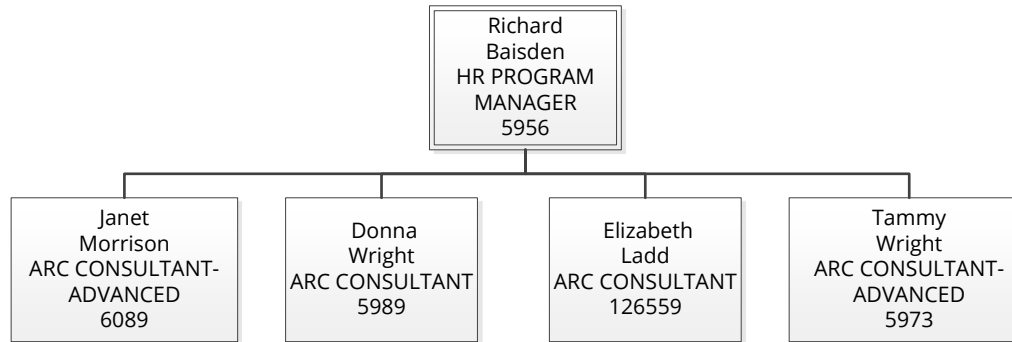 Richard
Baisden
HR PROGRAM
MANAGER
5956
Janet
Morrison
ARC CONSULTANT-
ADVANCED
6089
Donna
Wright
ARC CONSULTANT
5989
Elizabeth
Ladd
ARC CONSULTANT
126559
Tammy
Wright
ARC CONSULTANT-
ADVANCED
5973